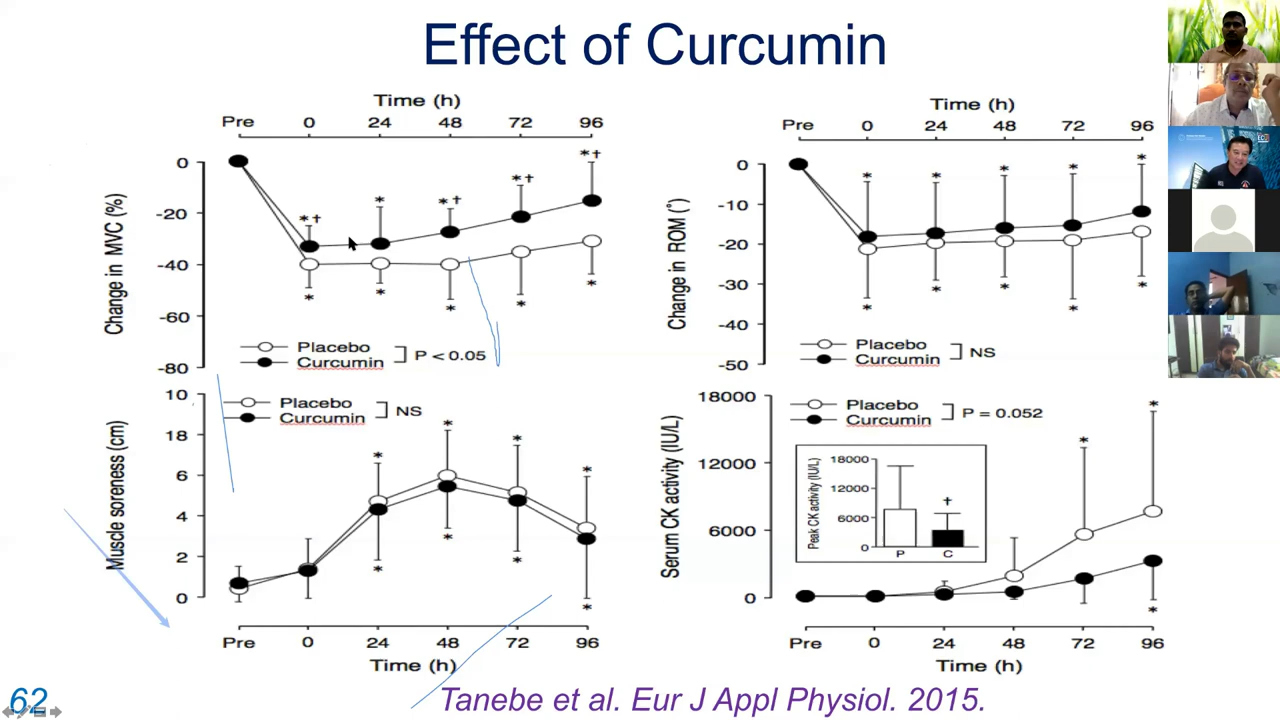 Effect of Curcumin
Time (h)
Pre 0 24 48 72 96
0
-20
-40
-60
-80
Change in MVC (%)
*† * *† *† *†
* * * * *
Placebo
Curcumin
P < 0.05
Time (h)
Pre 0 24 48 72 96
0
-10
-20
-30
-40
-50
Change in ROM (°)
* * * * *
* * * * *
Placebo
Curcumin
NS
10
18
6
4
2
0
Muscle soreness (cm)
Placebo
Curcumin
NS
* * * *
* * * *
Pre 0 24 48 72 96
Time (h)
18000
12000
6000
0
Serum CK activity (IU/L)
Placebo
Curcumin
P = 0.052
18000
12000
6000
0
Peak CK activity (IU/L)
†
P C
* *
*
Pre 0 24 48 72 96
Time (h)
62
Tanebe et al. Eur J Appl Physiol. 2015.